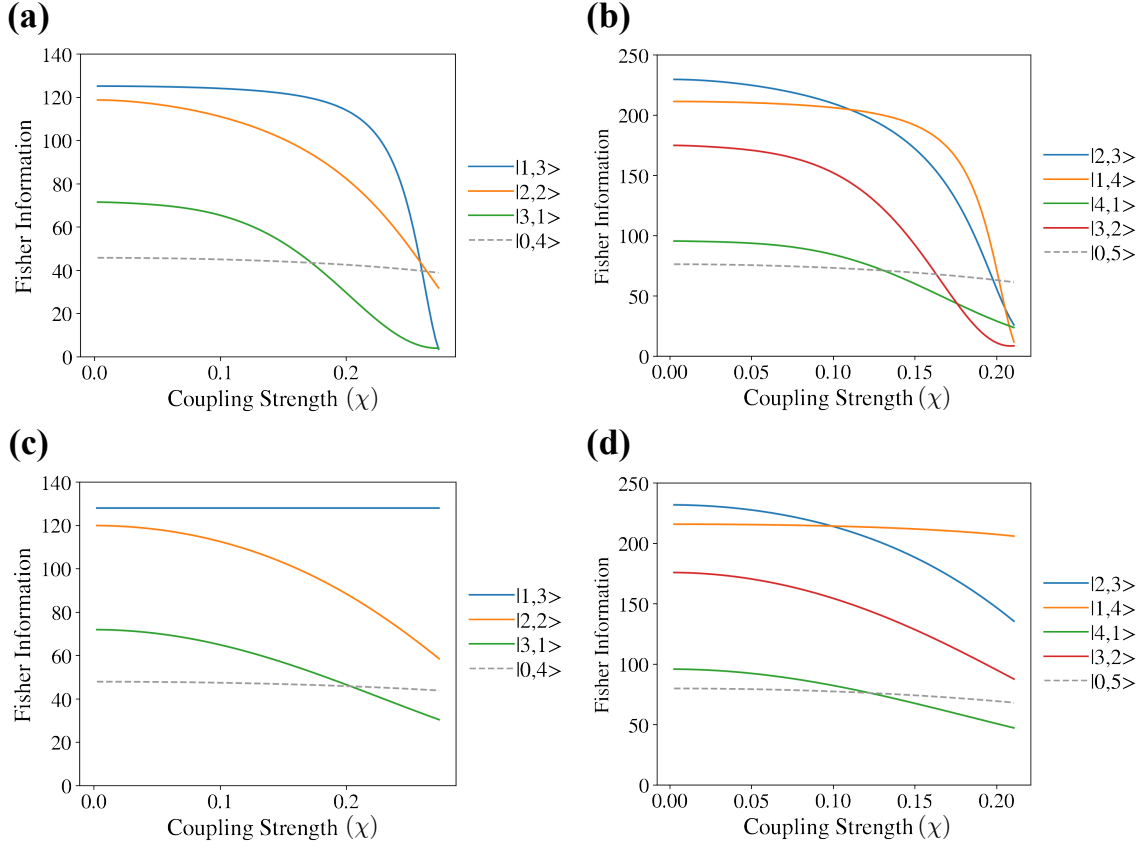 (a)
140
120
100
80
60
40
20
0
Fisher Information
0.0 0.1 0.2
Coupling Strength (χ)
|1,3>
|2,2>
|3,1>
|0,4>
(b)
250
200
150
100
50
0
Fisher Information
0.00 0.05 0.10 0.15 0.20
Coupling Strength (χ)
|2,3>
|1,4>
|4,1>
|3,2>
|0,5>
(c)
140
120
100
80
60
40
20
0
Fisher Information
0.0 0.1 0.2
Coupling Strength (χ)
|1,3>
|2,2>
|3,1>
|0,4>
(d)
250
200
150
100
50
0
Fisher Information
0.00 0.05 0.10 0.15 0.20
Coupling Strength (χ)
|2,3>
|1,4>
|4,1>
|3,2>
|0,5>